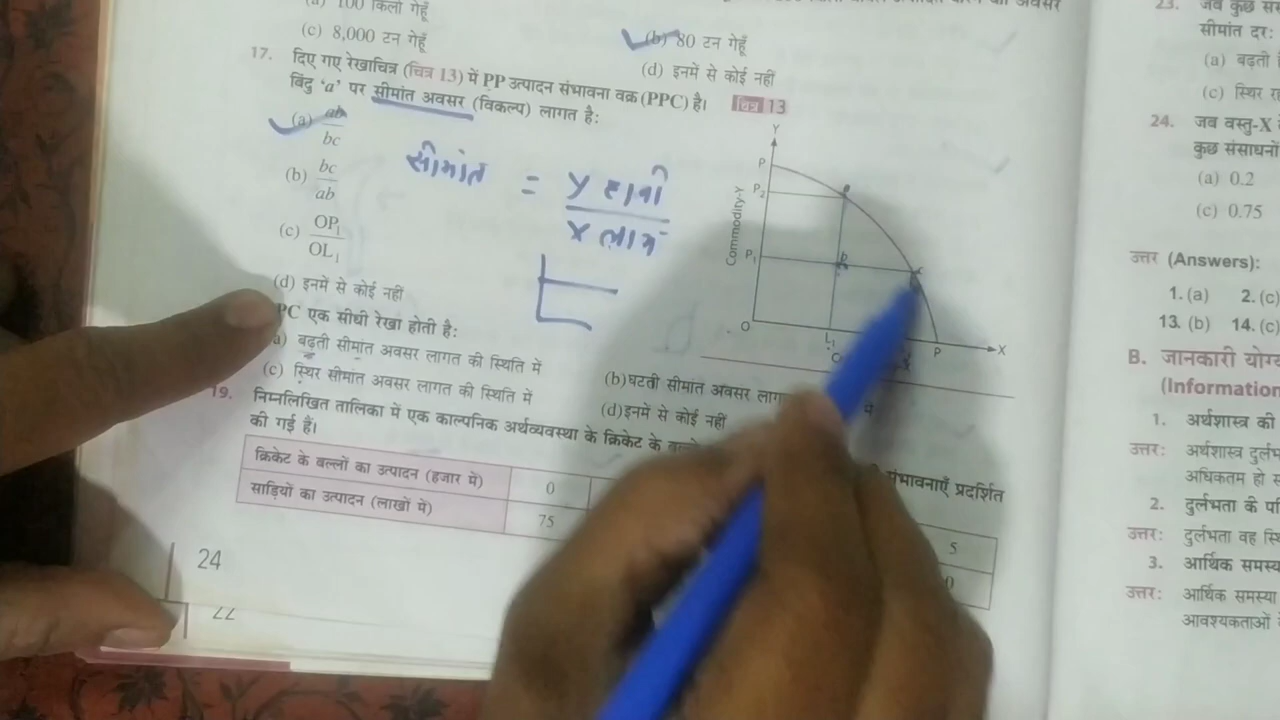 (a) 100 किलो गेहूँ
(b) 80 टन गेहूँ
(c) 8,000 टन गेहूँ
(d) इनमें से कोई नहीं
17. दिए गए रेखाचित्र (चित्र 13) में PP उत्पादन संभावना वक्र (PPC) है।
बिंदु 'a' पर सीमांत अवसर (विकल्प) लागत है:
(a) ab
bc
(b) bc
ab
(c) OP1
OL1
(d) इनमें से कोई नहीं
सीमांत = y हानी
x लाभ
चित्र 13
Y
P
P2
P1
Commodity-Y
b
O
L1
P
X
PC एक सीधी रेखा होती है:
a) बढ़ती सीमांत अवसर लागत की स्थिति में
(b) घटती सीमांत अवसर
में
(c) स्थिर सीमांत अवसर लागत की स्थिति में
(d) इनमें से कोई नहीं
19. निम्नलिखित तालिका में एक काल्पनिक अर्थव्यवस्था के क्रिकेट के
संभावनाएँ प्रदर्शित
की गई हैं।
क्रिकेट के बल्लों का उत्पादन (हजार में) 0 5
साड़ियों का उत्पादन (लाखों में) 75 0
24
22
23. जब कुछ
सीमांत दर:
(a) बढ़ती
(c) स्थिर
24. जब वस्तु-X
कुछ संसाधनों
(a) 0.2
(c) 0.75
उत्तर (Answers):
1. (a) 2. (c)
13. (b) 14. (c)
B. जानकारी
(Information
1. अर्थशास्त्र की
उत्तर: अर्थशास्त्र
अधिकतम हो
2. दुर्लभता के
उत्तर: दुर्लभता वह
3. आर्थिक
उत्तर: आर्थिक समस्या
आवश्यकताओं